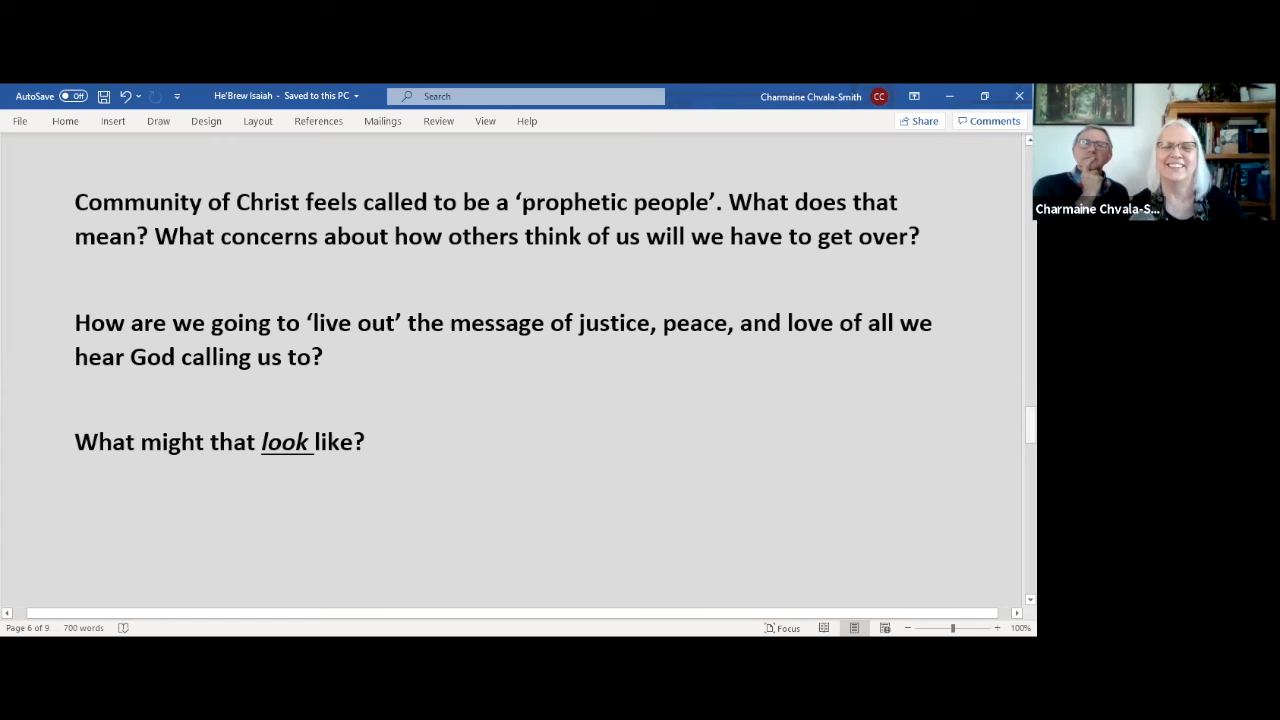 AutoSave Off He'Brew Isaiah - Saved to this PC Search Charmaine Chvala-Smith CC
File Home Insert Draw Design Layout References Mailings Review View Help Share Comments
Community of Christ feels called to be a ‘prophetic people’. What does that
mean? What concerns about how others think of us will we have to get over?
How are we going to ‘live out’ the message of justice, peace, and love of all we
hear God calling us to?
What might that look like?
Charmaine Chvala-S...
Page 6 of 9 700 words Focus 100%